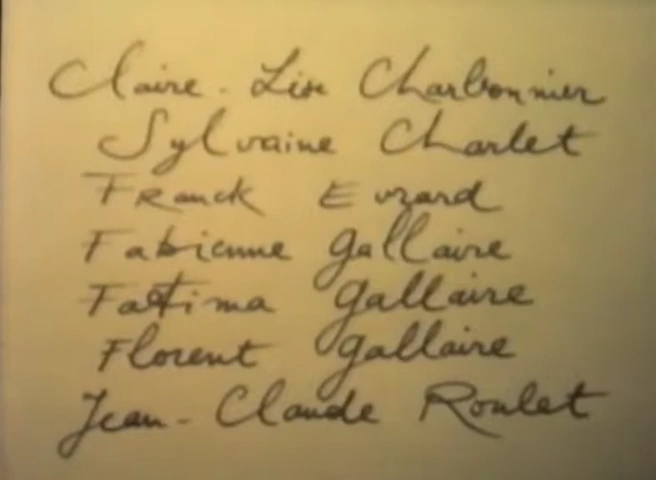 Claire-Lise Charbonnier
Sylvaine Charlet
Franck Evrard
Fabienne Gallaire
Fatima Gallaire
Florent Gallaire
Jean-Claude Roulet